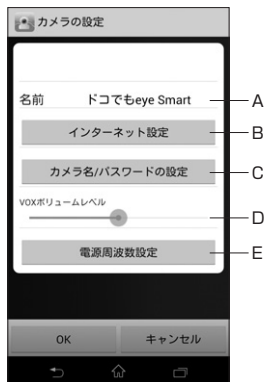 カメラの設定
名前 ドコでもeye Smart A
インターネット設定 B
カメラ名/パスワードの設定 C
VOXボリュームレベル
D
電源周波数設定 E
OK キャンセル